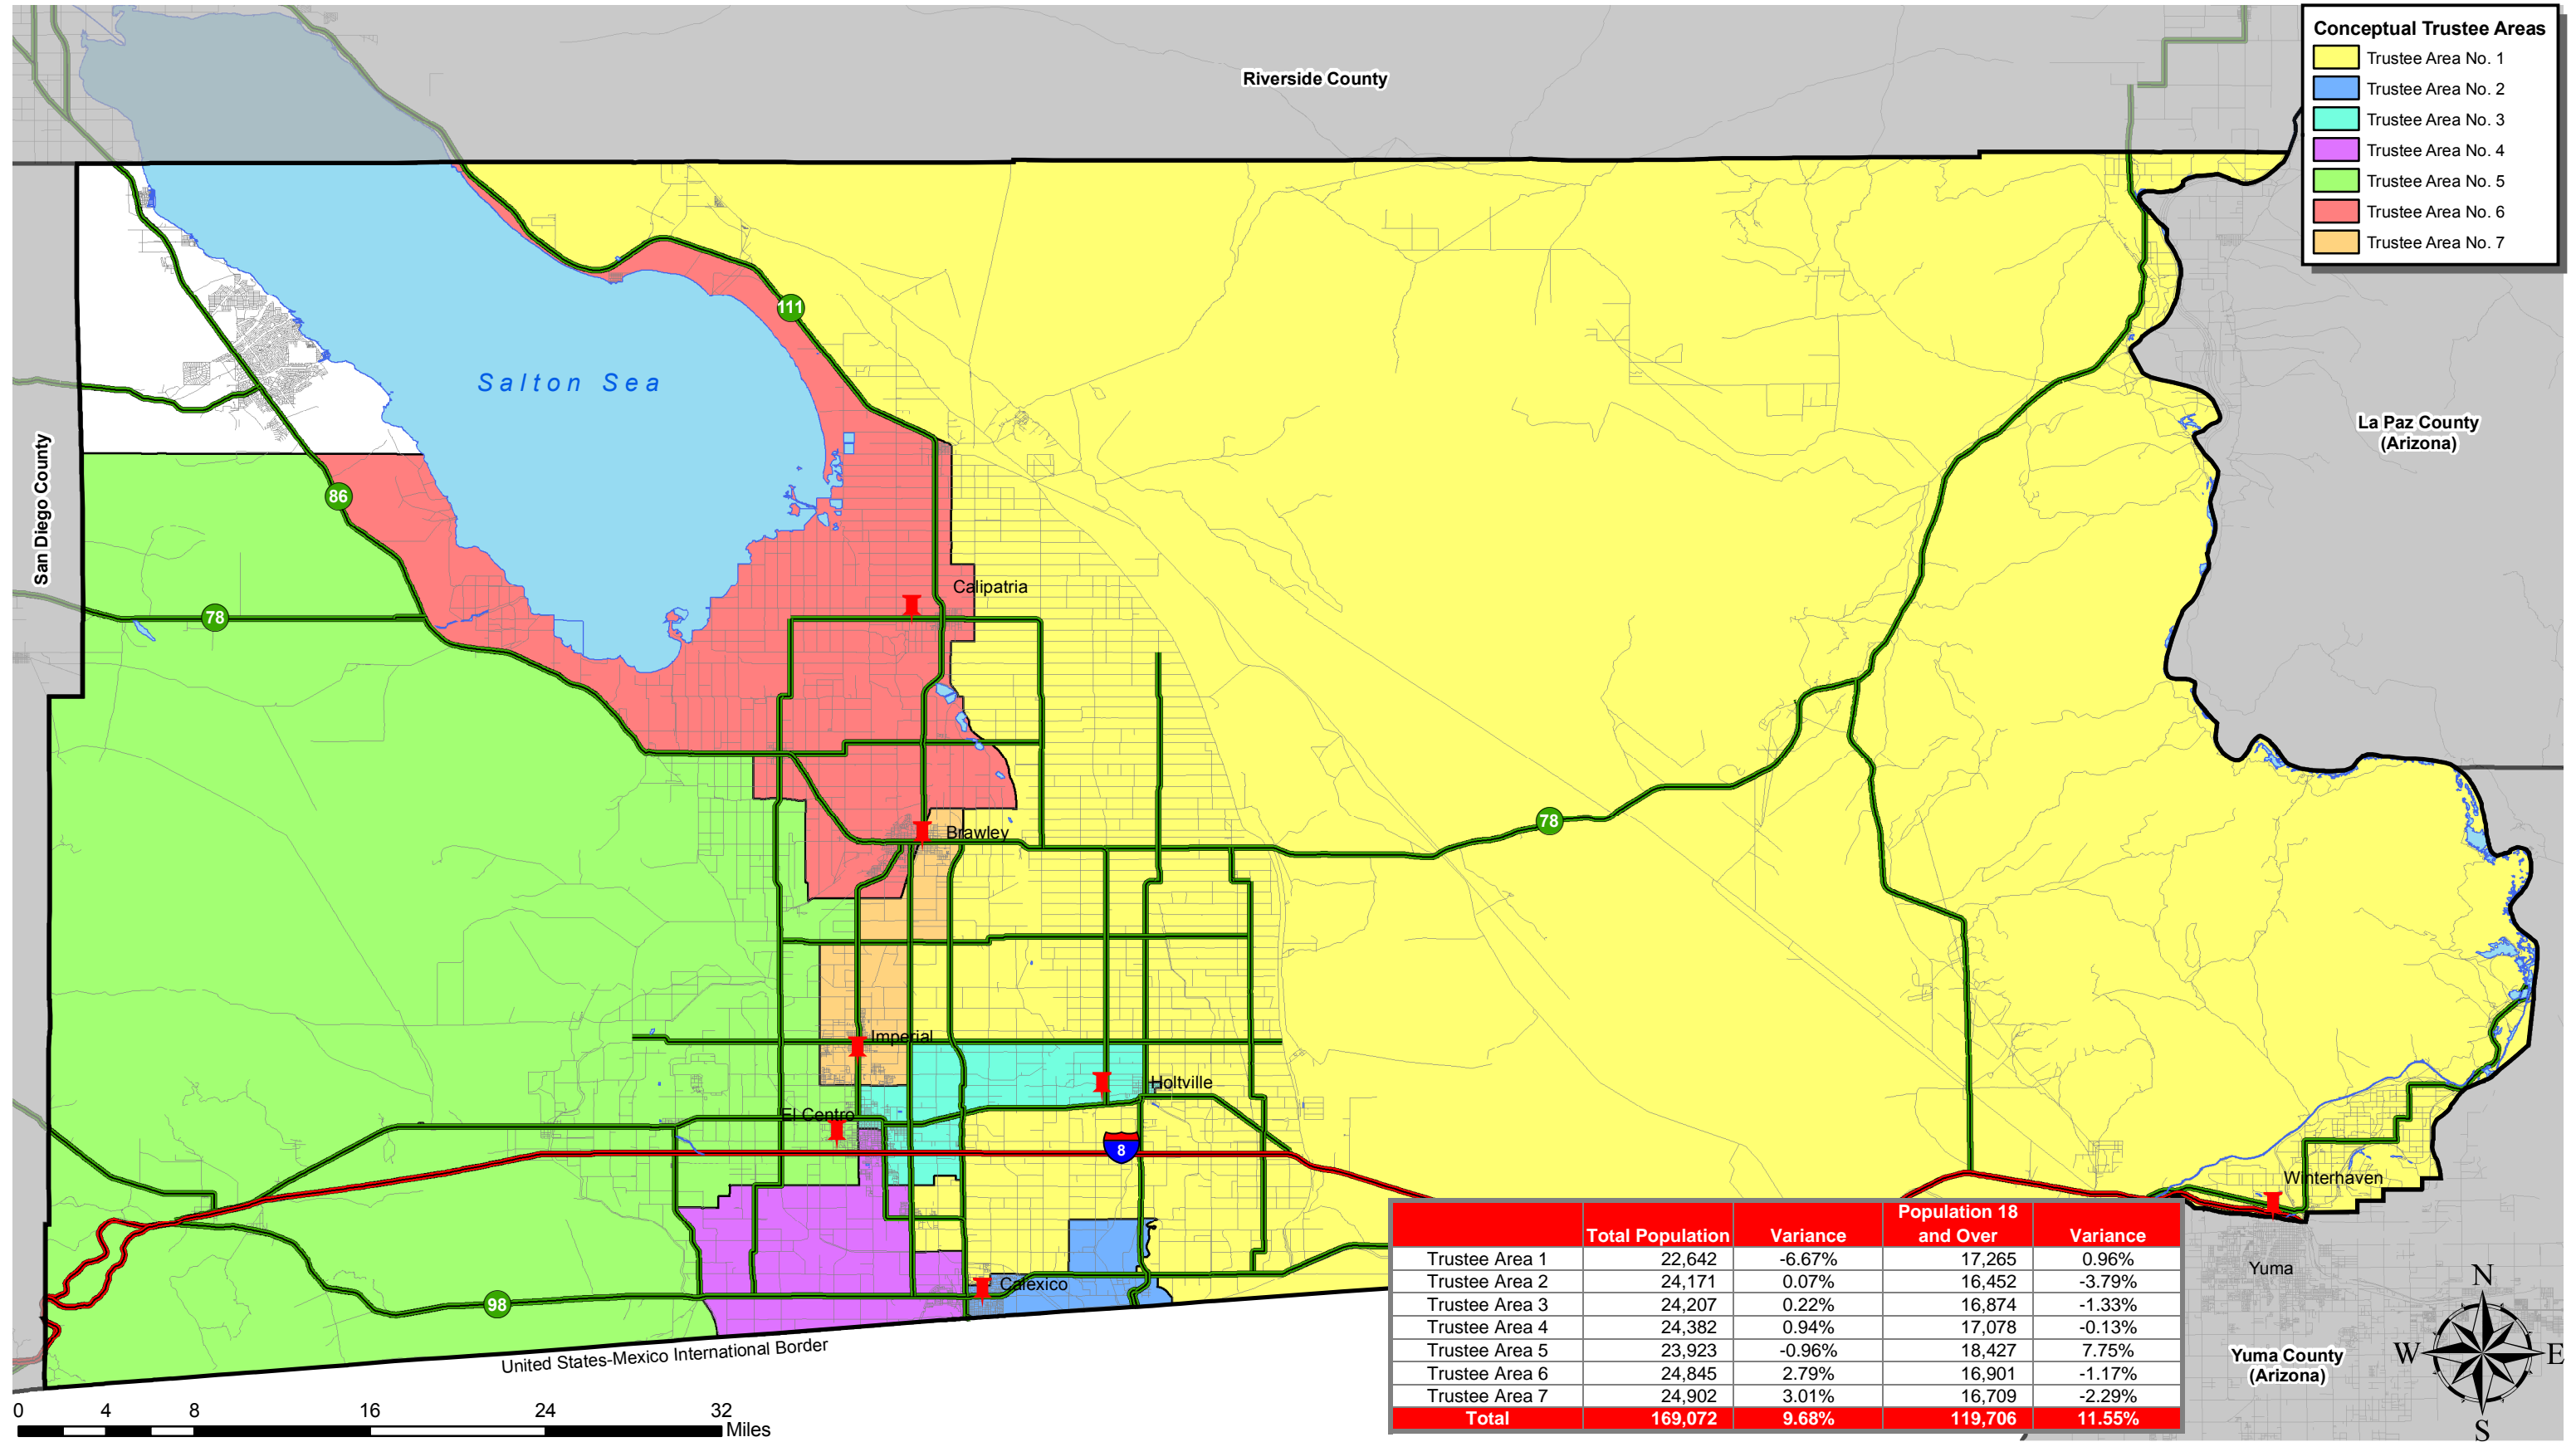 Conceptual Trustee Areas
Trustee Area No. 1
Trustee Area No. 2
Trustee Area No. 3
Trustee Area No. 4
Trustee Area No. 5
Trustee Area No. 6
Trustee Area No. 7
Riverside County
La Paz County
(Arizona)
San Diego County
Salton Sea
111
86
78
Calipatria
78
Brawley
Imperial
Holtville
El Centro
8
Winterhaven
Calexico
98
United States-Mexico International Border
Yuma
Yuma County
(Arizona)
N
W E
S
Total Population Variance Population 18 and Over Variance
Trustee Area 1 22,642 -6.67% 17,265 0.96%
Trustee Area 2 24,171 0.07% 16,452 -3.79%
Trustee Area 3 24,207 0.22% 16,874 -1.33%
Trustee Area 4 24,382 0.94% 17,078 -0.13%
Trustee Area 5 23,923 -0.96% 18,427 7.75%
Trustee Area 6 24,845 2.79% 16,901 -1.17%
Trustee Area 7 24,902 3.01% 16,709 -2.29%
Total 169,072 9.68% 119,706 11.55%
0 4 8 16 24 32
Miles